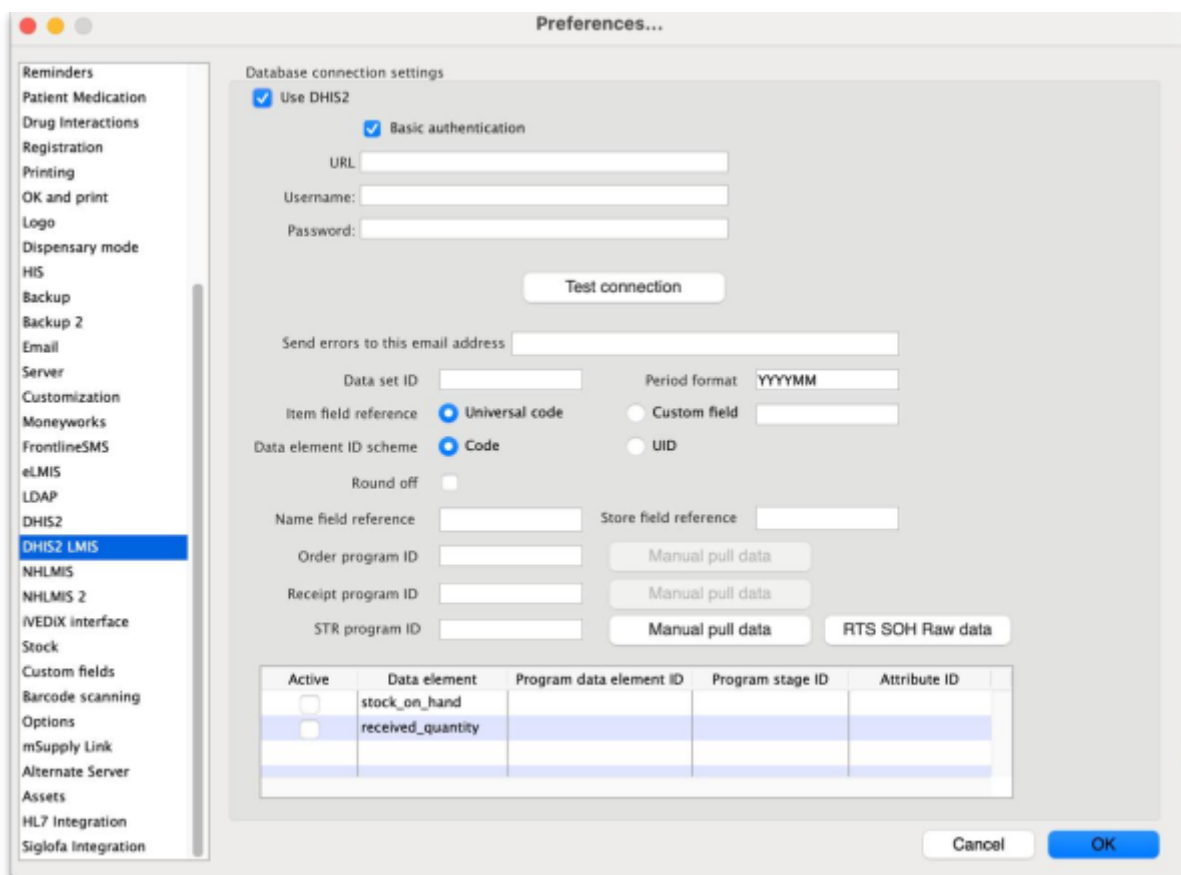 Preferences...
Reminders
Patient Medication
Drug Interactions
Registration
Printing
OK and print
Logo
Dispensary mode
HIS
Backup
Backup 2
Email
Server
Customization
Moneyworks
FrontlineSMS
eLMIS
LDAP
DHIS2
DHIS2 LMIS
NHLMIS
NHLMIS 2
iVEDiX interface
Stock
Custom fields
Barcode scanning
Options
mSupply Link
Alternate Server
Assets
HL7 Integration
Siglofa Integration
Database connection settings
Use DHIS2
Basic authentication
URL
Username:
Password:
Test connection
Send errors to this email address
Data set ID Period format YYYYMM
Item field reference Universal code Custom field
Data element ID scheme Code UID
Round off
Name field reference Store field reference
Order program ID Manual pull data
Receipt program ID Manual pull data
STR program ID Manual pull data RTS SOH Raw data
Active Data element Program data element ID Program stage ID Attribute ID
stock_on_hand
received_quantity
Cancel OK